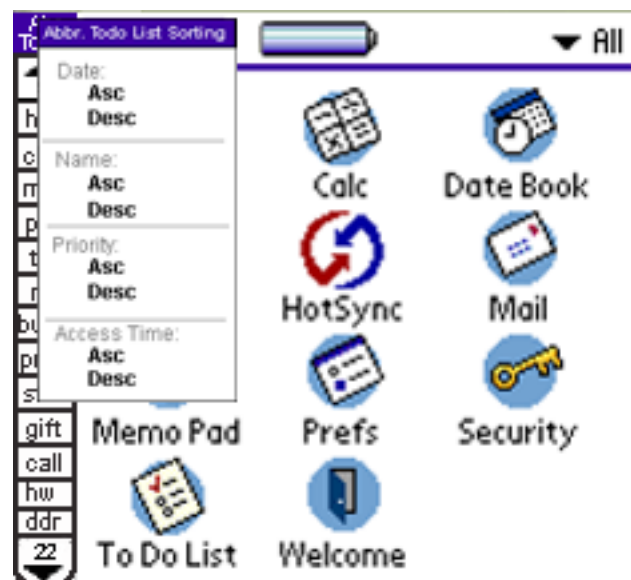 Abbr. Todo List Sorting
All
Date:
Asc
Desc
Name:
Asc
Desc
Priority:
Asc
Desc
Access Time:
Asc
Desc
gift
call
hw
ddr
22
Calc
Date Book
HotSync
Mail
Memo Pad
Prefs
Security
To Do List
Welcome